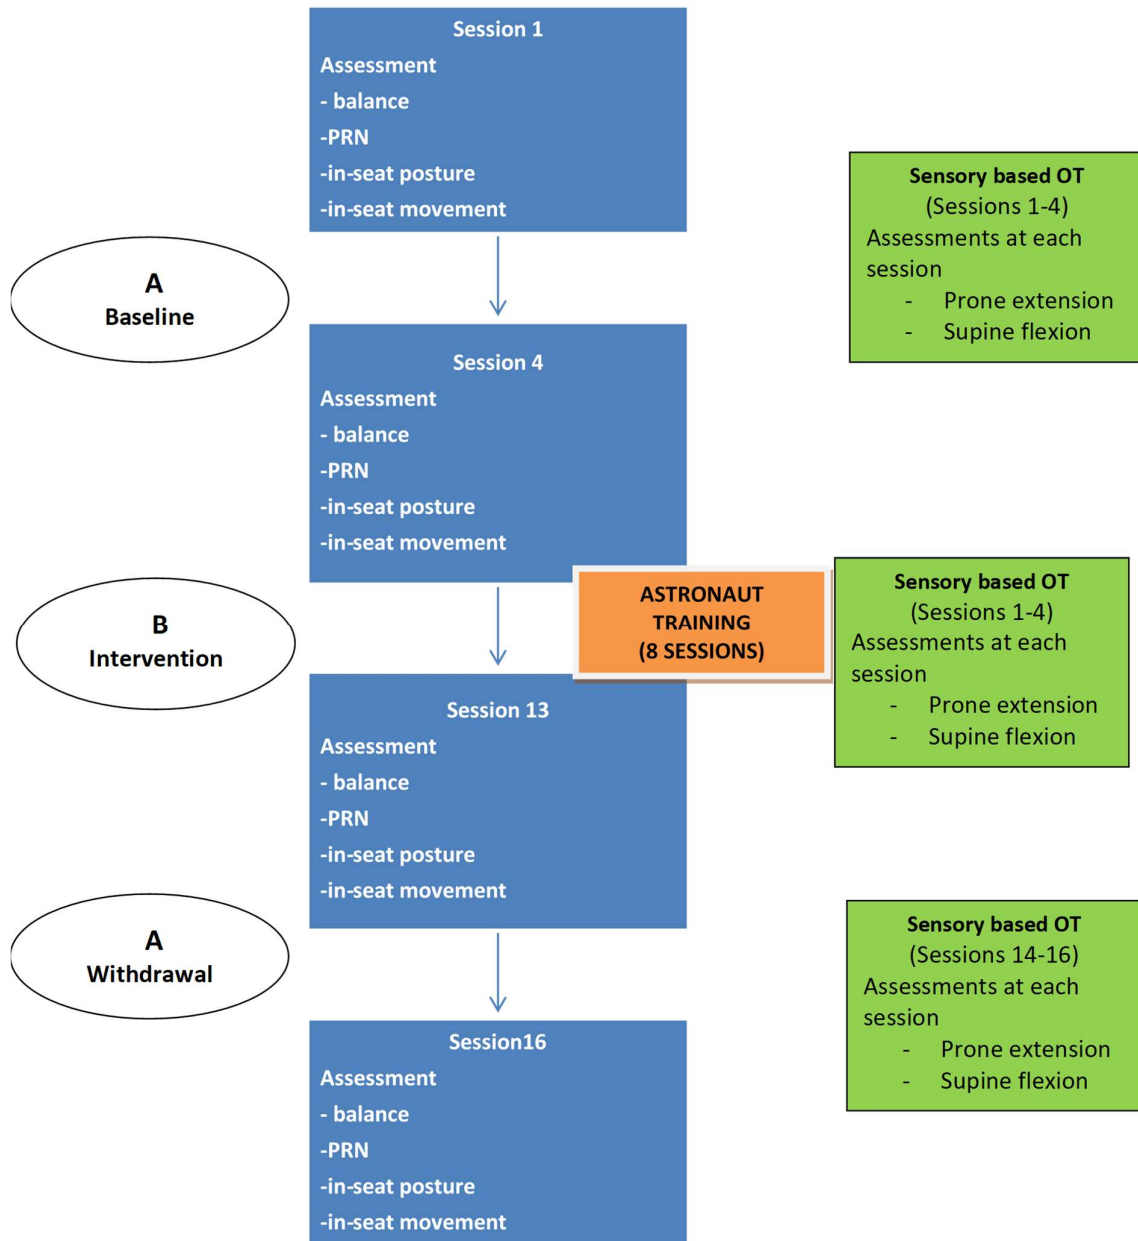 Session 1
Assessment
- balance
-PRN
-in-seat posture
-in-seat movement
Sensory based OT
(Sessions 1-4)
Assessments at each
session
- Prone extension
- Supine flexion
A
Baseline
Session 4
Assessment
- balance
-PRN
-in-seat posture
-in-seat movement
ASTRONAUT
TRAINING
(8 SESSIONS)
Sensory based OT
(Sessions 1-4)
Assessments at each
session
- Prone extension
- Supine flexion
B
Intervention
Session 13
Assessment
- balance
-PRN
-in-seat posture
-in-seat movement
A
Withdrawal
Sensory based OT
(Sessions 14-16)
Assessments at each
session
- Prone extension
- Supine flexion
Session16
Assessment
- balance
-PRN
-in-seat posture
-in-seat movement